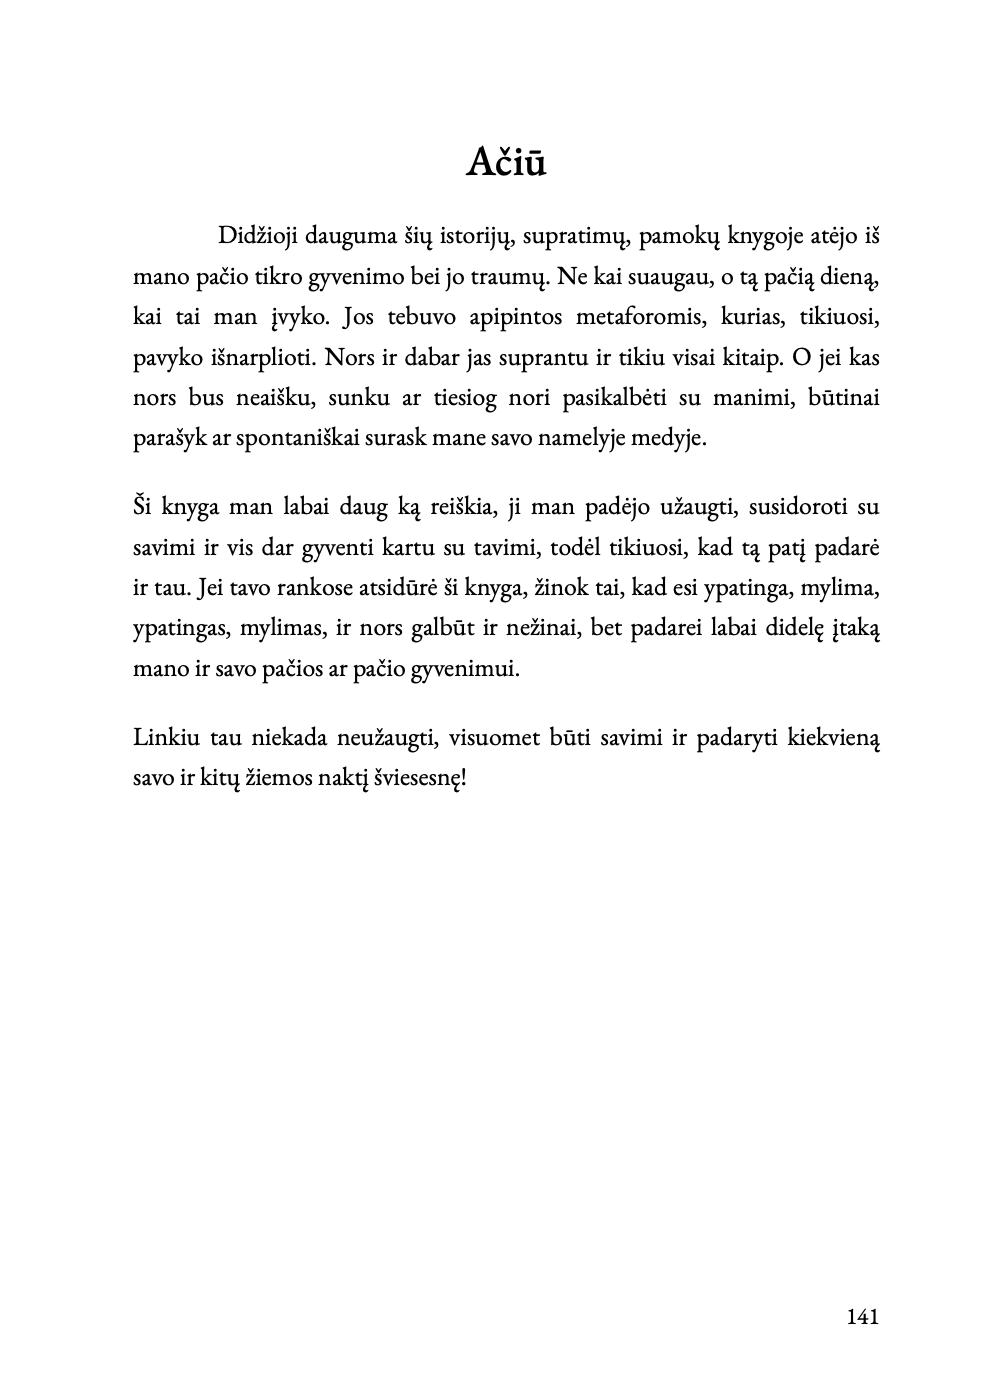 Ačiū
Didžioji dauguma šių istorijų, supratimų, pamokų knygoje atėjo iš
mano pačio tikro gyvenimo bei jo traumų. Ne kai suaugau, o tą pačią dieną,
kai tai man įvyko. Jos tebuvo apipintos metaforomis, kurias, tikiuosi,
pavyko išnarplioti. Nors ir dabar jas suprantu ir tikiu visai kitaip. O jei kas
nors bus neaišku, sunku ar tiesiog nori pasikalbėti su manimi, būtinai
parašyk ar spontaniškai surask mane savo namelyje medyje.
Ši knyga man labai daug ką reiškia, ji man padėjo užaugti, susidoroti su
savimi ir vis dar gyventi kartu su tavimi, todėl tikiuosi, kad tą patį padarė
ir tau. Jei tavo rankose atsidūrė ši knyga, žinok tai, kad esi ypatinga, mylima,
ypatingas, mylimas, ir nors galbūt ir nežinai, bet padarei labai didelę įtaką
mano ir savo pačios ar pačio gyvenimui.
Linkiu tau niekada neužaugti, visuomet būti savimi ir padaryti kiekvieną
savo ir kitų žiemos naktį šviesesnę!
141